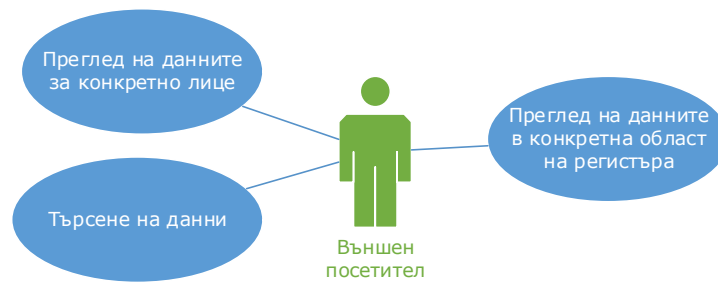 Преглед на данните
за конкретно лице
Преглед на данните
в конкретна област
на регистъра
Търсене на данни
Външен
посетител